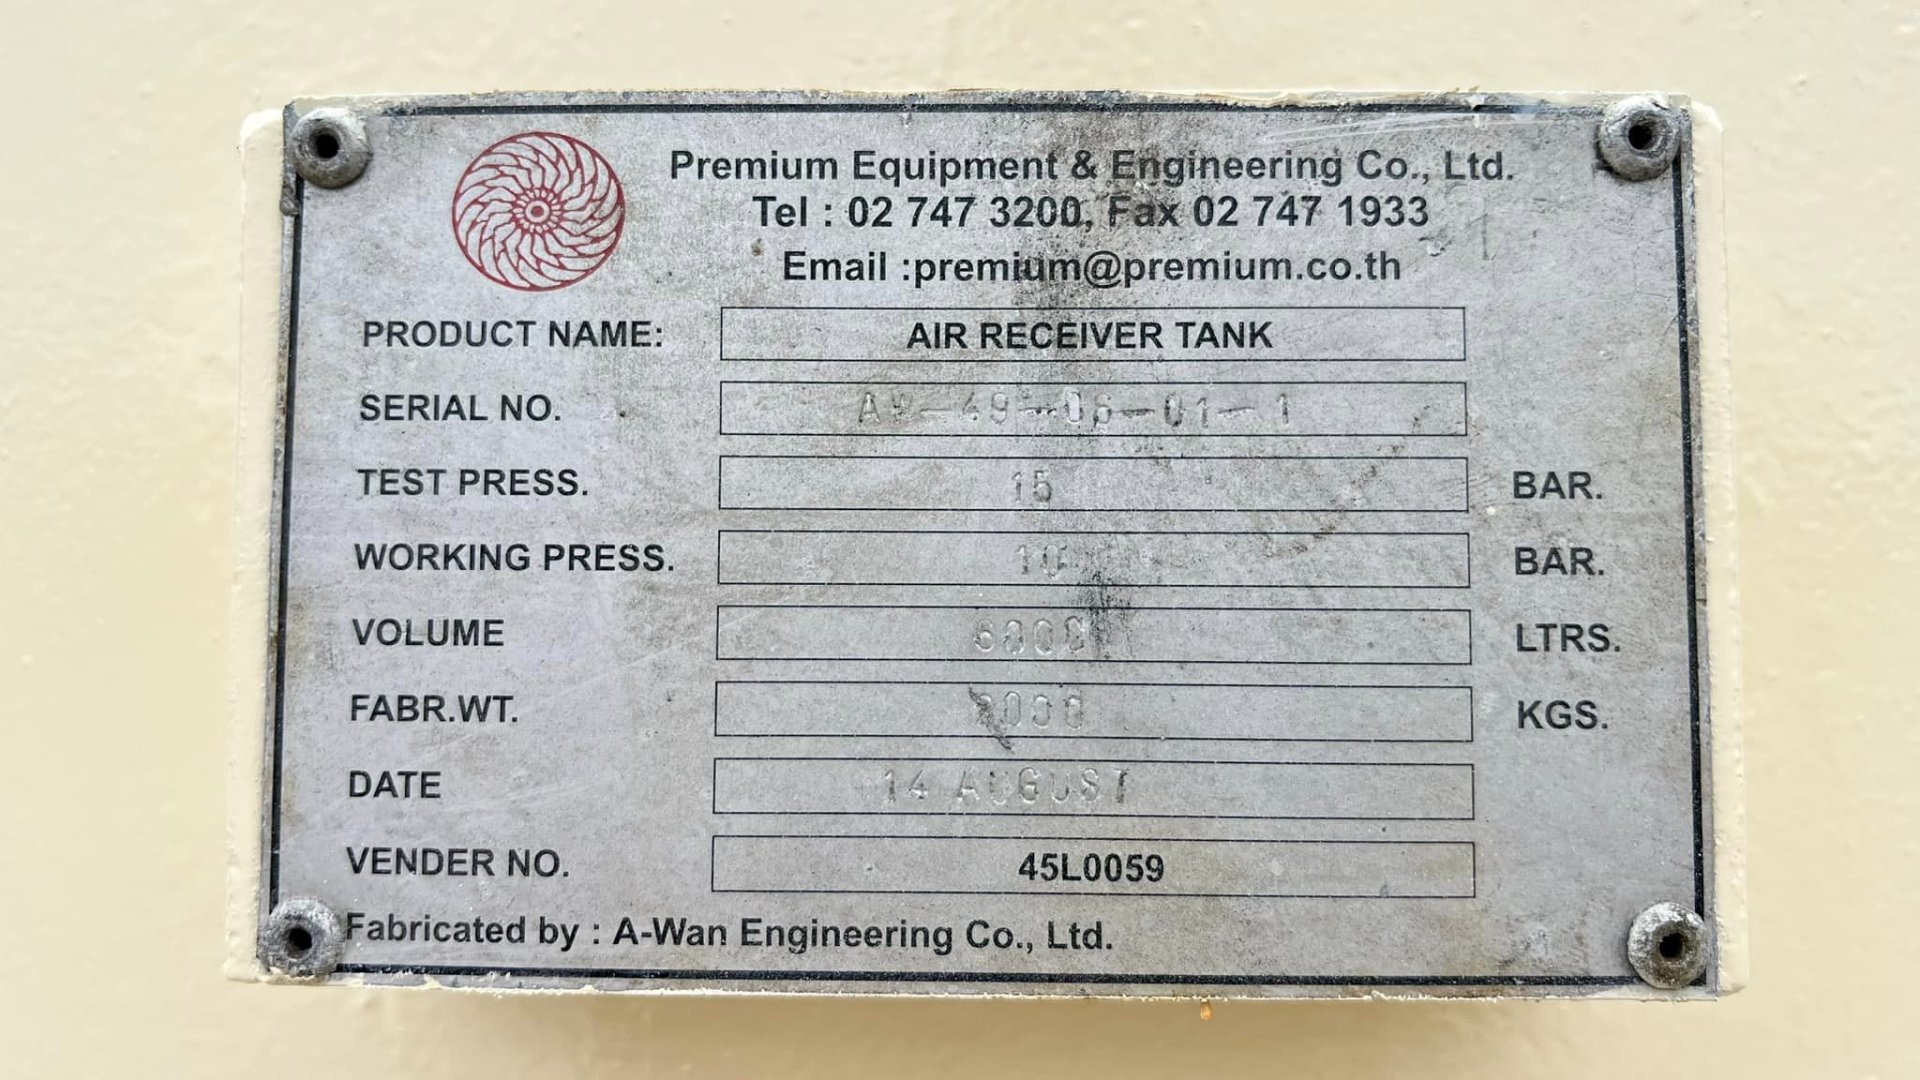 Premium Equipment & Engineering Co., Ltd.
Tel : 02 747 3200, Fax 02 747 1933
Email :premium@premium.co.th
PRODUCT NAME: AIR RECEIVER TANK
SERIAL NO.
TEST PRESS. 15 BAR.
WORKING PRESS. 10 BAR.
VOLUME LTRS.
FABR.WT. KGS.
DATE 14 AUGUST
VENDER NO. 45L0059
Fabricated by : A-Wan Engineering Co., Ltd.